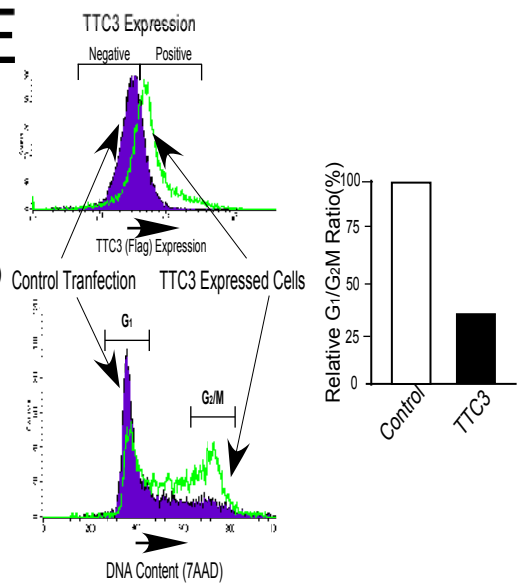 E
TTC3 Expression
Negative Positive
TTC3 (Flag) Expression
Control Tranfection TTC3 Expressed Cells
G1
G2/M
DNA Content (7AAD)
Relative G1/G2M Ratio(%)
100
75
50
25
0
Control
TTC3